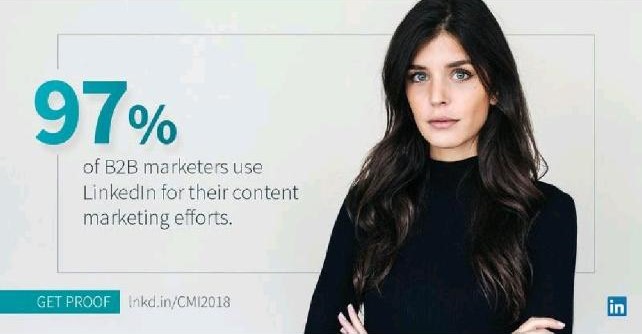 97%
of B2B marketers use
LinkedIn for their content
marketing efforts.
GET PROOF lnkd.in/CMI2018
in